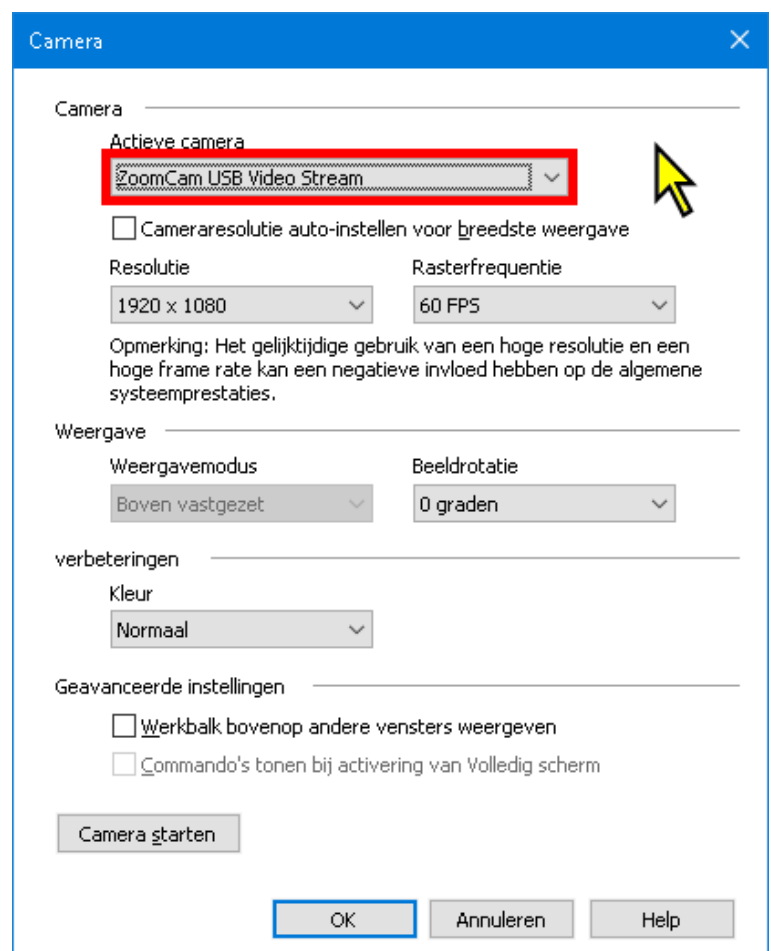 Camera
Camera
Actieve camera
ZoomCam USB Video Stream
Cameraresolutie auto-instellen voor breedste weergave
Resolutie Rasterfrequentie
1920 x 1080 60 FPS
Opmerking: Het gelijktijdige gebruik van een hoge resolutie en een
hoge frame rate kan een negatieve invloed hebben op de algemene
systeemprestaties.
Weergave
Weergavemodus Beeldrotatie
Boven vastgezet 0 graden
verbeteringen
Kleur
Normaal
Geavanceerde instellingen
Werkbalk bovenop andere vensters weergeven
Commando's tonen bij activering van Volledig scherm
Camera starten
OK Annuleren Help